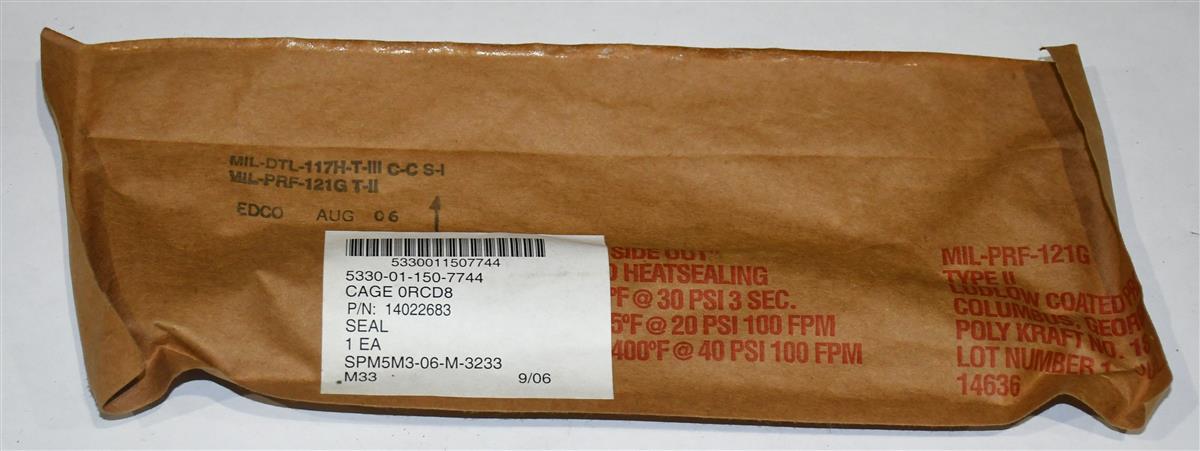 MIL-DTL-117H-T-III C-C S-I
MIL-PRF-121G T-II
EDCO AUG 06
5330011507744
5330-01-150-7744
CAGE 0RCD8
P/N: 14022683
SEAL
1 EA
SPM5M3-06-M-3233
M33 9/06
SIDE OUT"
HEATSEALING
°F @ 30 PSI 3 SEC.
5°F @ 20 PSI 100 FPM
400°F @ 40 PSI 100 FPM
MIL-PRF-121G
TYPE II
LUDLOW COATED
COLUMBUS, GEOR
POLY KRAFT NO.
LOT NUMBER
14636